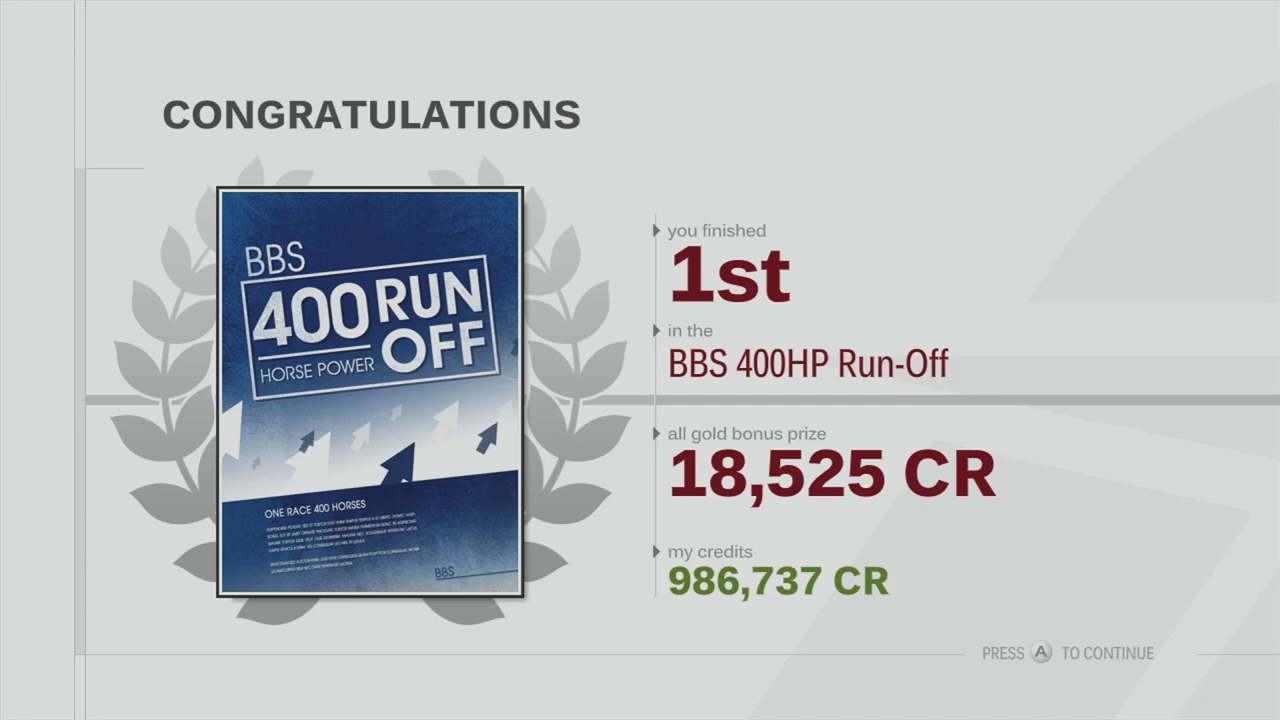 CONGRATULATIONS
BBS
400 RUN
HORSE POWER OFF
ONE RACE 400 HORSES
BBS
you finished
1st
in the
BBS 400HP Run-Off
all gold bonus prize
18,525 CR
my credits
986,737 CR
PRESS A TO CONTINUE